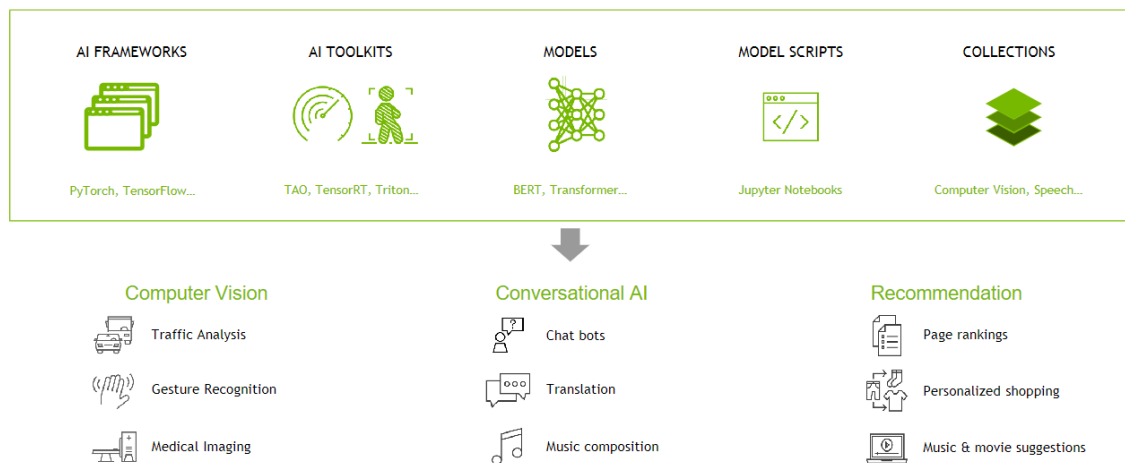 AI FRAMEWORKS
AI TOOLKITS
MODELS
MODEL SCRIPTS
COLLECTIONS
PyTorch, TensorFlow...
TAO, TensorRT, Triton...
BERT, Transformer...
Jupyter Notebooks
Computer Vision, Speech...
Computer Vision
Traffic Analysis
Gesture Recognition
Medical Imaging
Conversational AI
Chat bots
Translation
Music composition
Recommendation
Page rankings
Personalized shopping
Music & movie suggestions